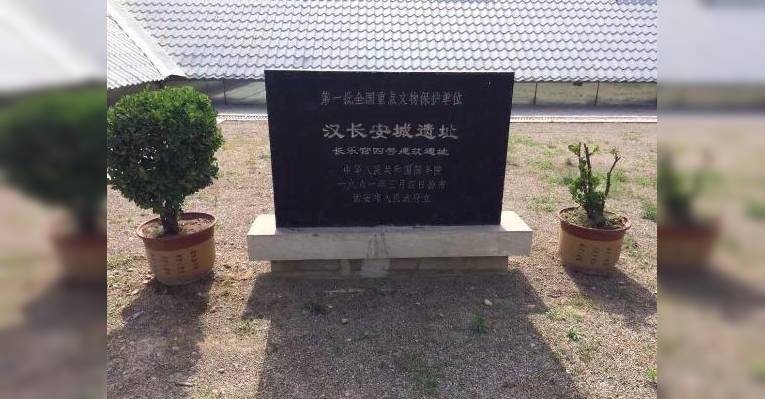 第一批全国重点文物保护单位
汉长安城遗址
长乐宫四号建筑遗址
中华人民共和国国务院
一九六一年三月四日公布
西安市人民政府立